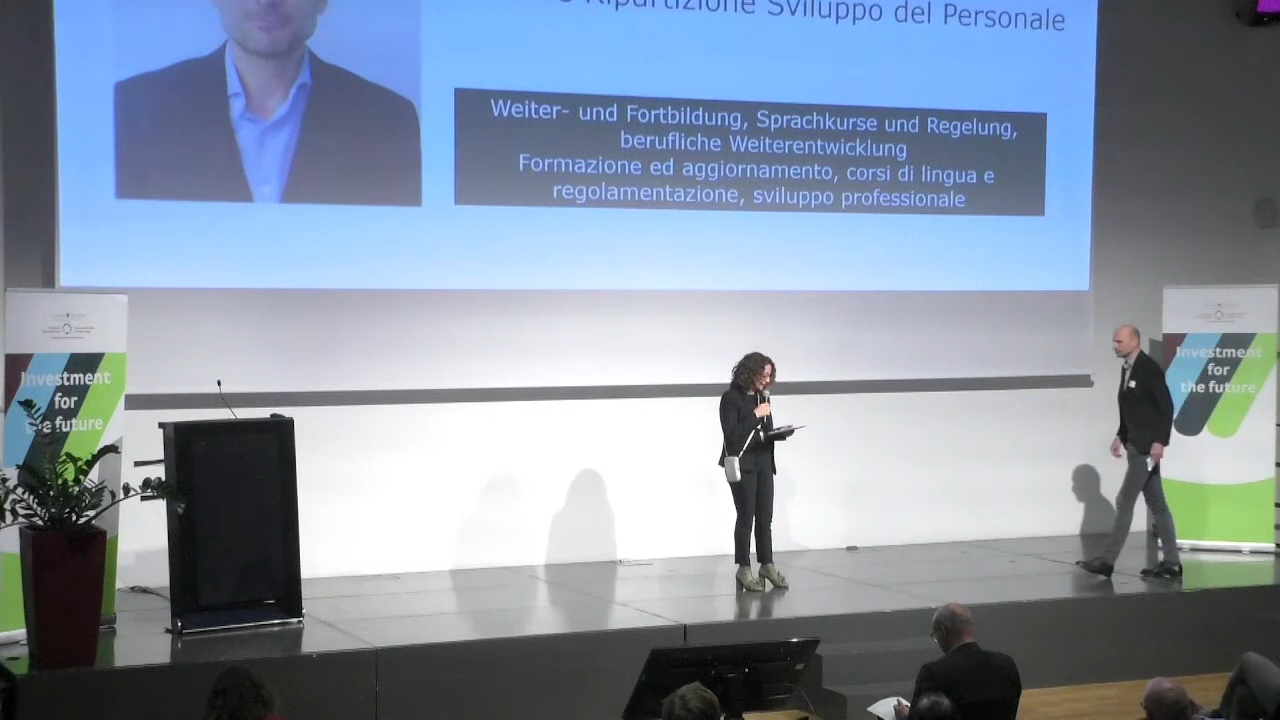 Ripartizione Sviluppo del Personale
Weiter- und Fortbildung, Sprachkurse und Regelung,
berufliche Weiterentwicklung
Formazione ed aggiornamento, corsi di lingua e
regolamentazione, sviluppo professionale
Investment
for
the future
Investment
for
the future